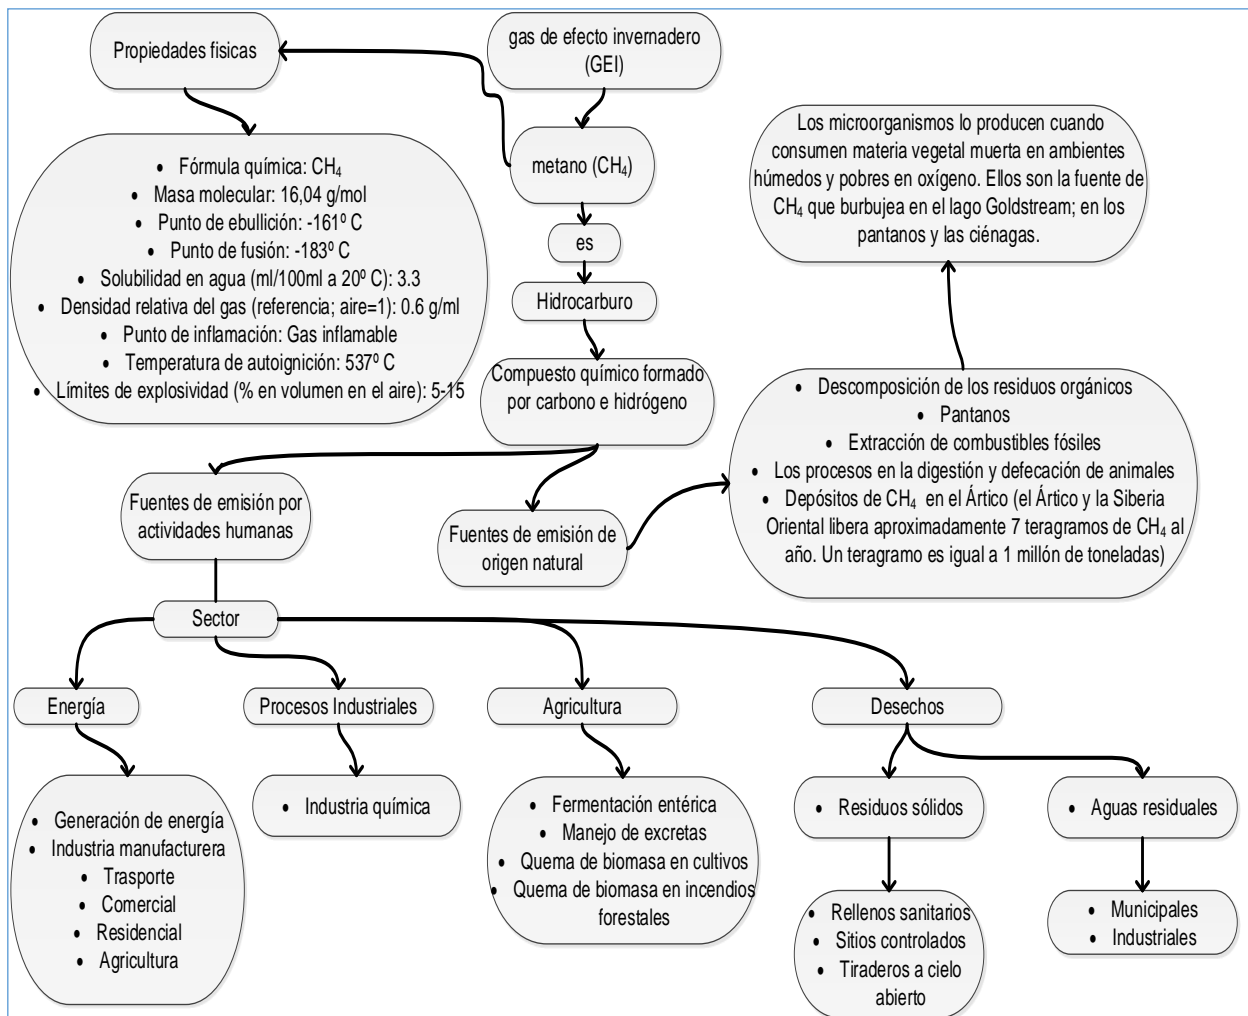 Propiedades físicas
gas de efecto invernadero
(GEI)
• Fórmula química: CH₄
• Masa molecular: 16,04 g/mol
• Punto de ebullición: -161º C
• Punto de fusión: -183º C
• Solubilidad en agua (ml/100ml a 20º C): 3.3
• Densidad relativa del gas (referencia; aire=1): 0.6 g/ml
• Punto de inflamación: Gas inflamable
• Temperatura de autoignición: 537º C
• Límites de explosividad (% en volumen en el aire): 5-15
metano (CH₄)
es
Hidrocarburo
Compuesto químico formado
por carbono e hidrógeno
Los microorganismos lo producen cuando
consumen materia vegetal muerta en ambientes
húmedos y pobres en oxígeno. Ellos son la fuente de
CH₄ que burbujea en el lago Goldstream; en los
pantanos y las ciénagas.
• Descomposición de los residuos orgánicos
• Pantanos
• Extracción de combustibles fósiles
• Los procesos en la digestión y defecación de animales
• Depósitos de CH₄ en el Ártico (el Ártico y la Siberia
Oriental libera aproximadamente 7 teragramos de CH₄ al
año. Un teragramo es igual a 1 millón de toneladas)
Fuentes de emisión por
actividades humanas
Fuentes de emisión de
origen natural
Sector
Energía
Procesos Industriales
Agricultura
Desechos
• Generación de energía
• Industria manufacturera
• Trasporte
• Comercial
• Residencial
• Agricultura
• Industria química
• Fermentación entérica
• Manejo de excretas
• Quema de biomasa en cultivos
• Quema de biomasa en incendios
forestales
• Residuos sólidos
• Aguas residuales
• Rellenos sanitarios
• Sitios controlados
• Tiraderos a cielo
abierto
• Municipales
• Industriales